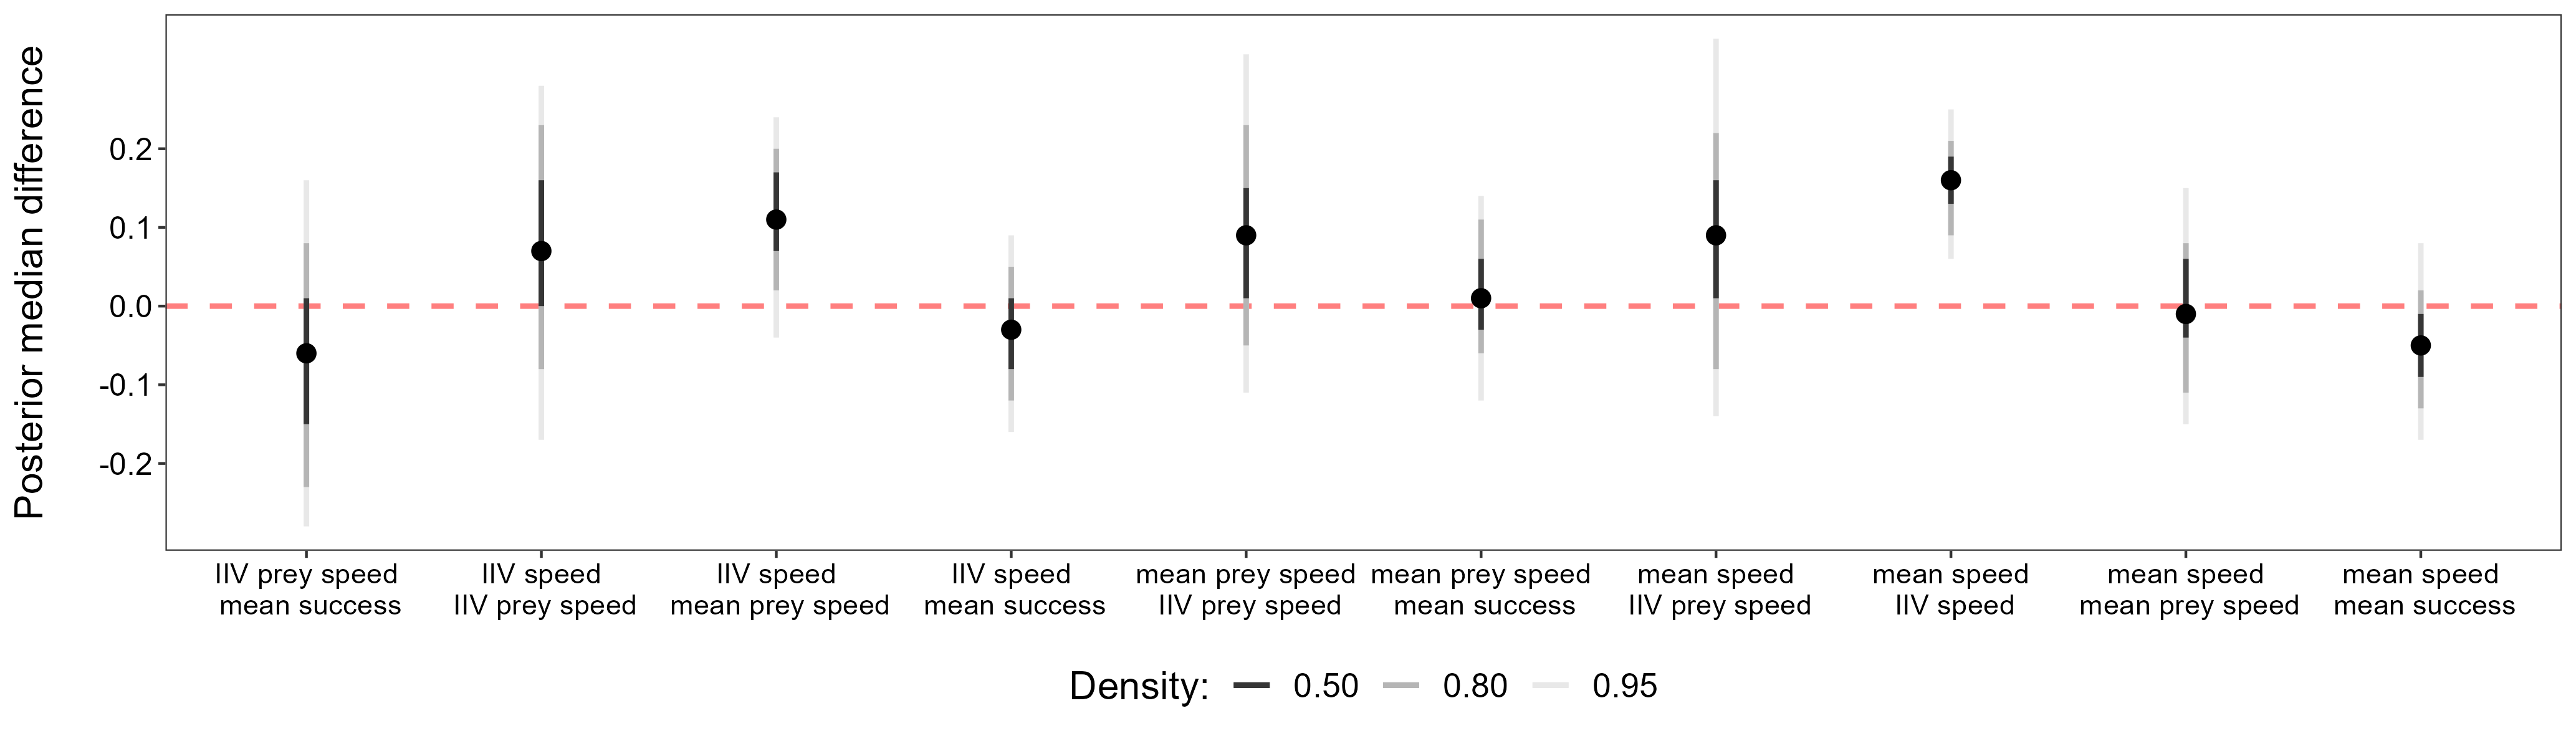 Posterior median difference
0.2
0.1
0.0
-0.1
-0.2
IIV prey speed
mean success
IIV speed
IIV prey speed
IIV speed
mean prey speed
IIV speed
mean success
mean prey speed
IIV prey speed
mean prey speed
mean success
mean speed
IIV prey speed
mean speed
IIV speed
mean speed
mean prey speed
mean speed
mean success
Density: 0.50 0.80 0.95